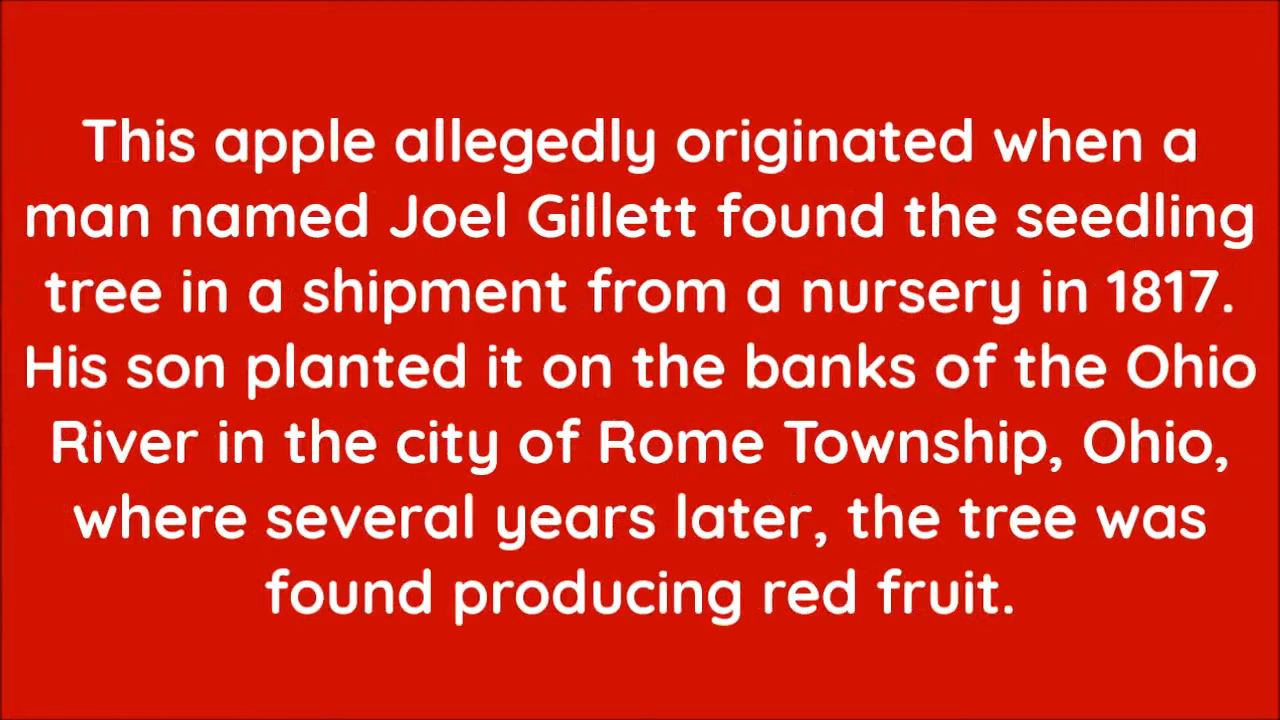 This apple allegedly originated when a
man named Joel Gillett found the seedling
tree in a shipment from a nursery in 1817.
His son planted it on the banks of the Ohio
River in the city of Rome Township, Ohio,
where several years later, the tree was
found producing red fruit.